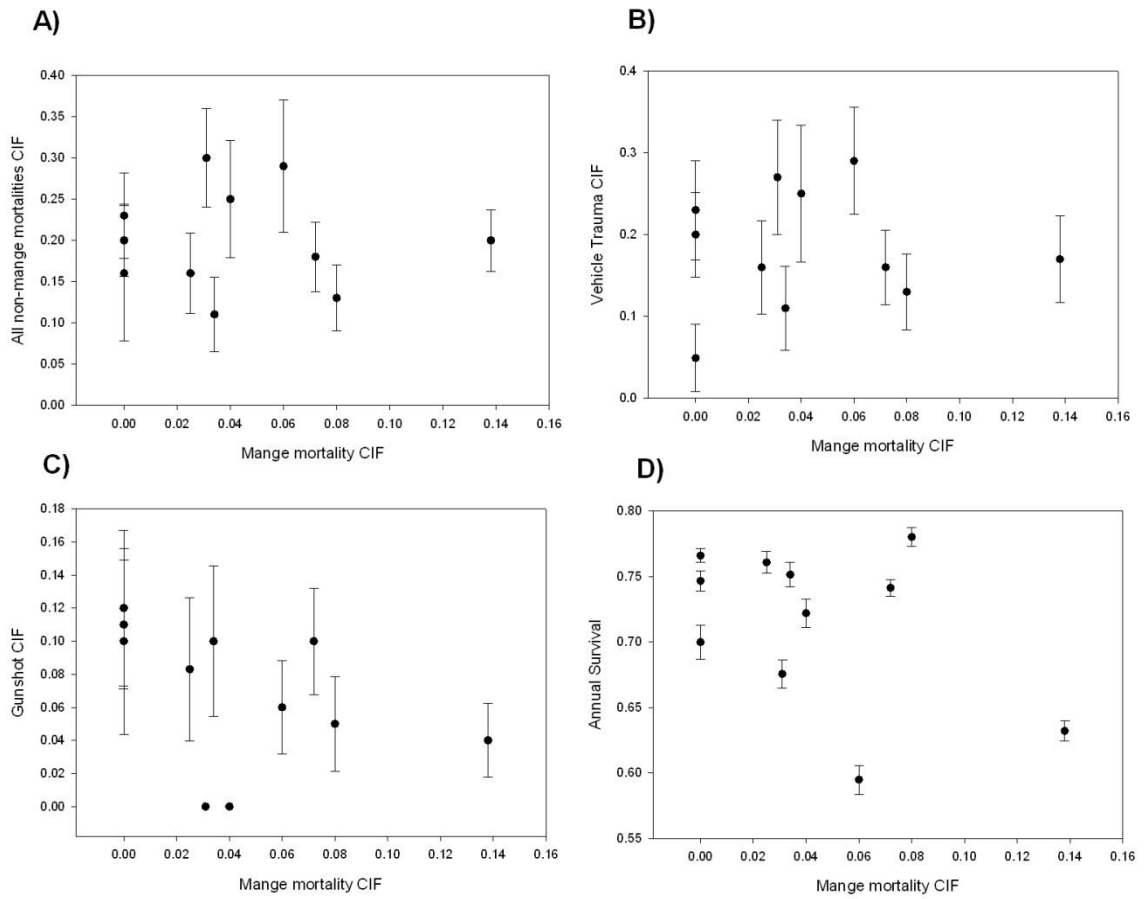 A)
0.40
0.35
0.30
0.25
0.20
0.15
0.10
0.05
0.00
All non-mange mortalities CIF
0.00 0.02 0.04 0.06 0.08 0.10 0.12 0.14 0.16
Mange mortality CIF
B)
0.4
0.3
0.2
0.1
0.0
Vehicle Trauma CIF
0.00 0.02 0.04 0.06 0.08 0.10 0.12 0.14 0.16
Mange mortality CIF
C)
0.18
0.16
0.14
0.12
0.10
0.08
0.06
0.04
0.02
0.00
Gunshot CIF
0.00 0.02 0.04 0.06 0.08 0.10 0.12 0.14 0.16
Mange mortality CIF
D)
0.80
0.75
0.70
0.65
0.60
0.55
Annual Survival
0.00 0.02 0.04 0.06 0.08 0.10 0.12 0.14 0.16
Mange mortality CIF